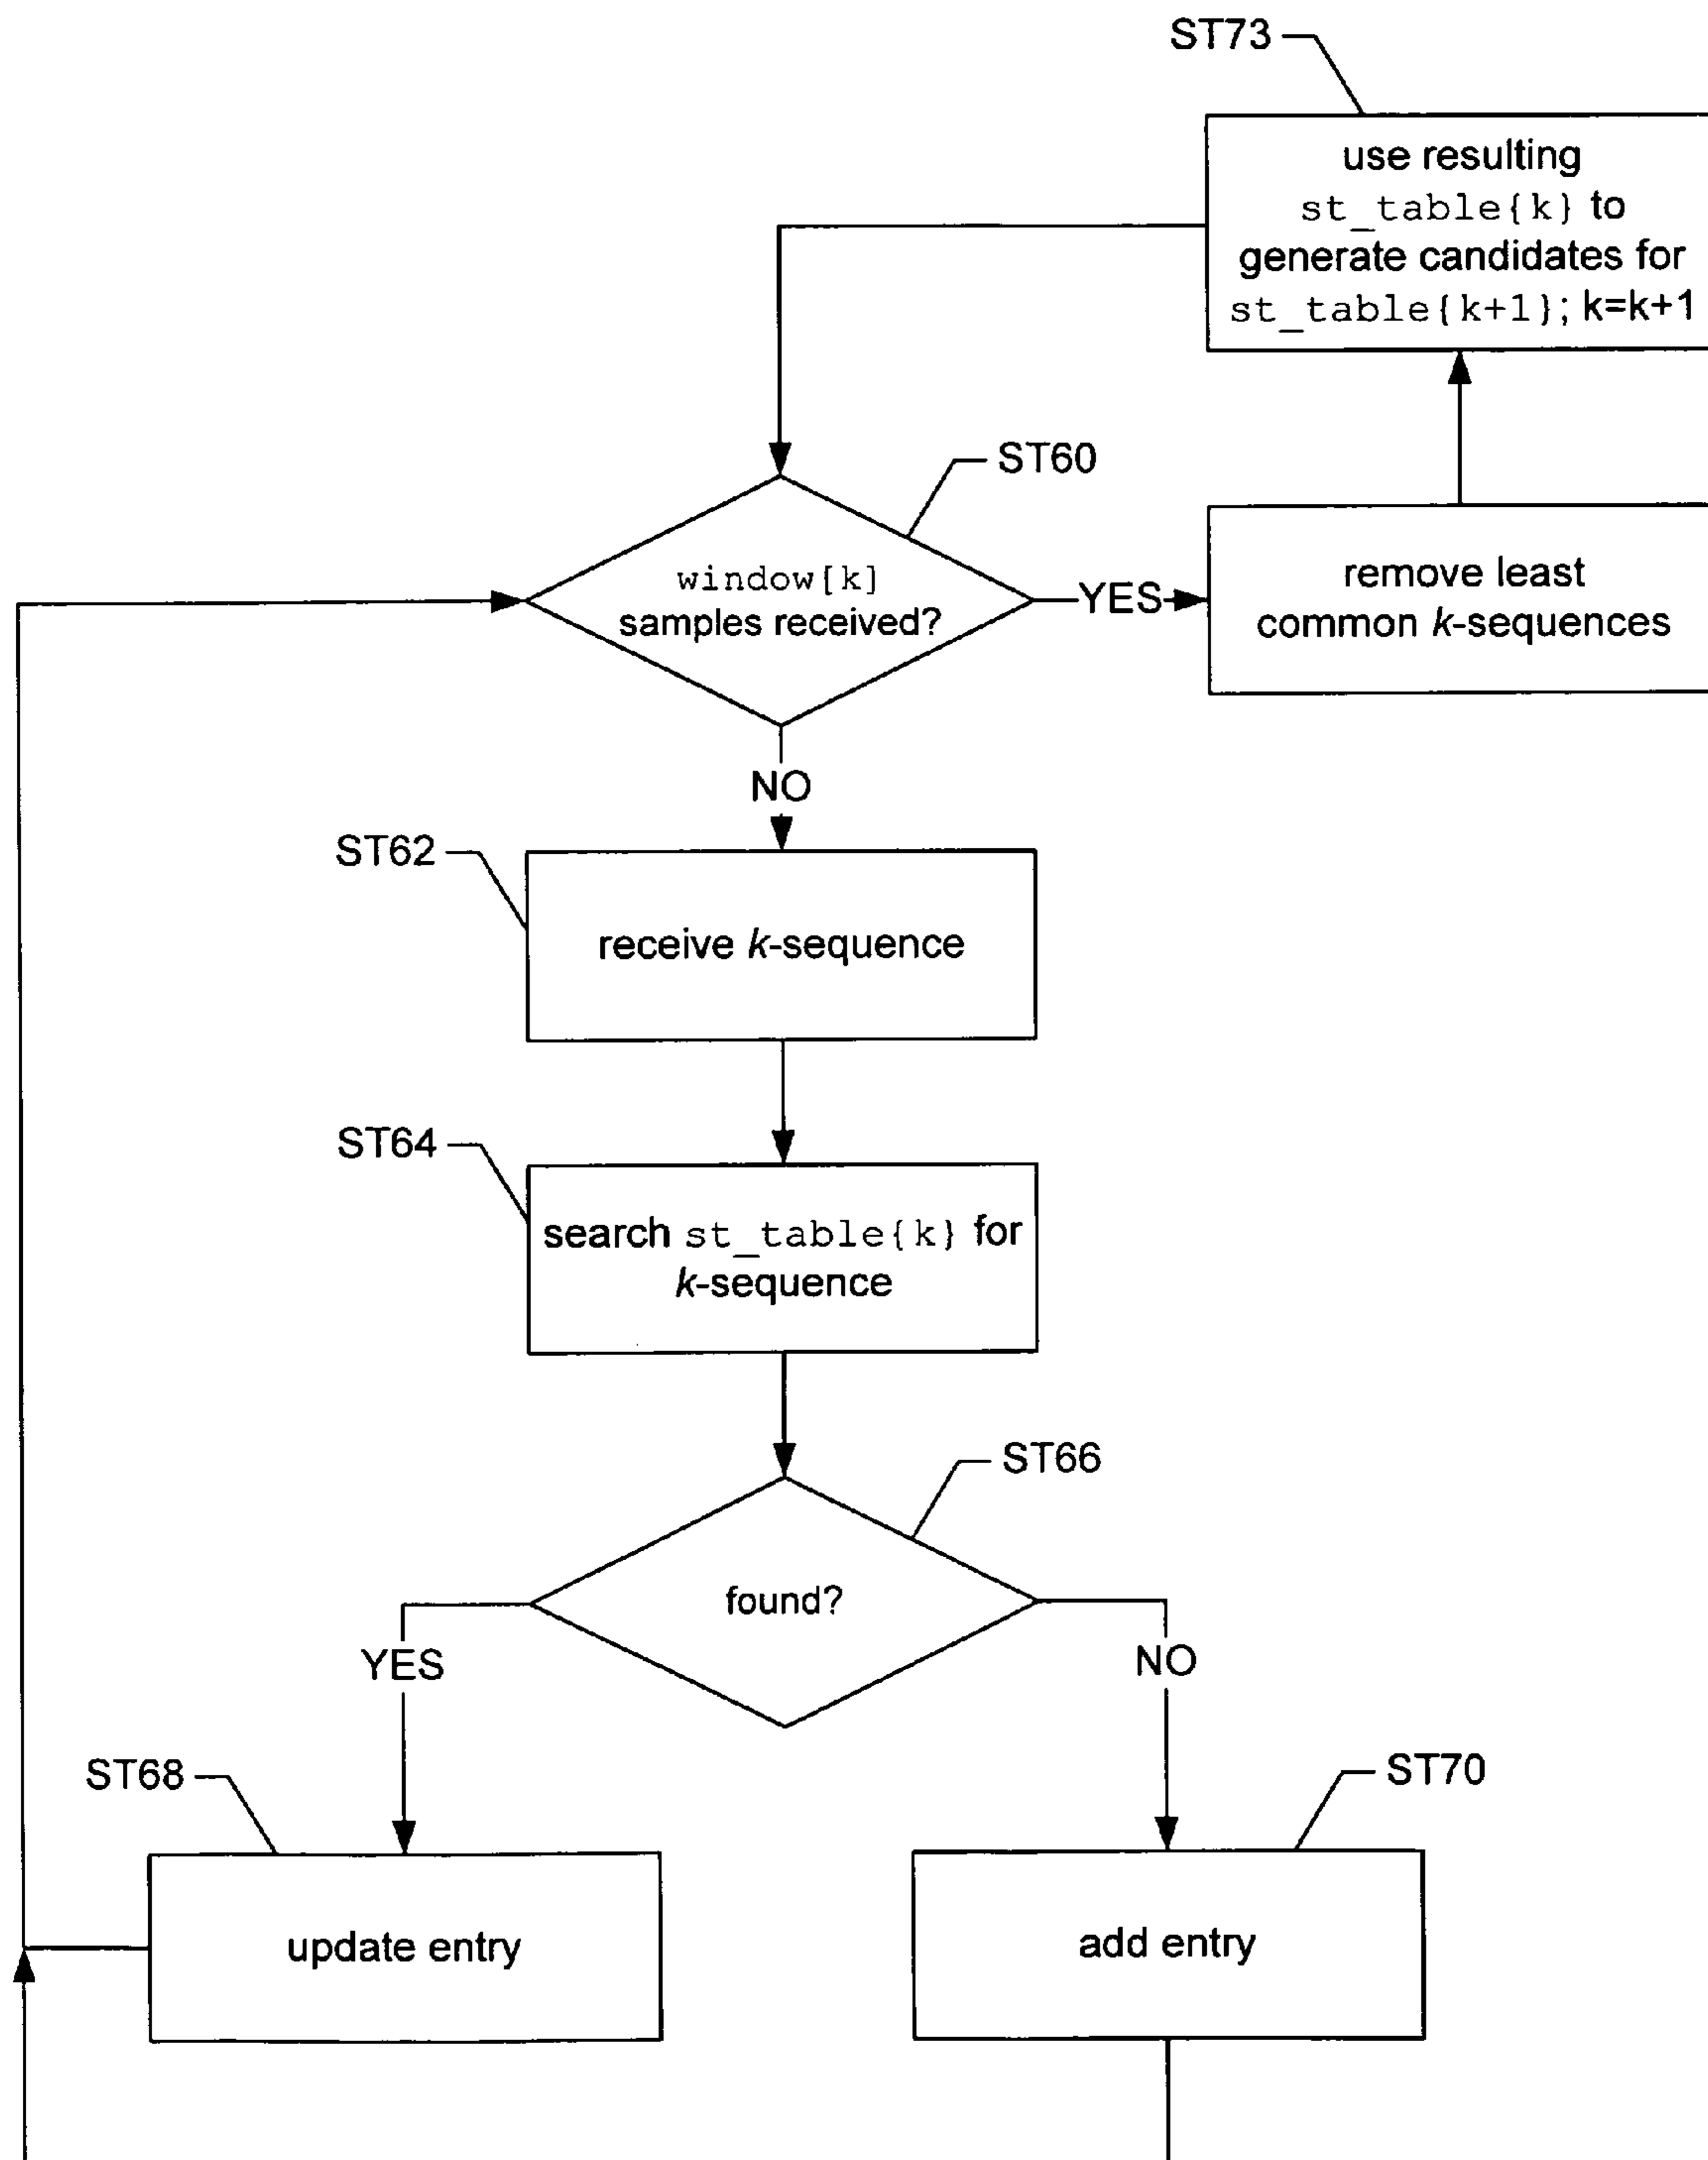 ST73
use resulting
st_table{k} to
generate candidates for
st_table{k+1}; k=k+1
ST60
window[k]
samples received?
YES
remove least
common k-sequences
NO
ST62
receive k-sequence
ST64
search st_table{k} for
k-sequence
ST66
found?
YES
NO
ST68
ST70
update entry
add entry